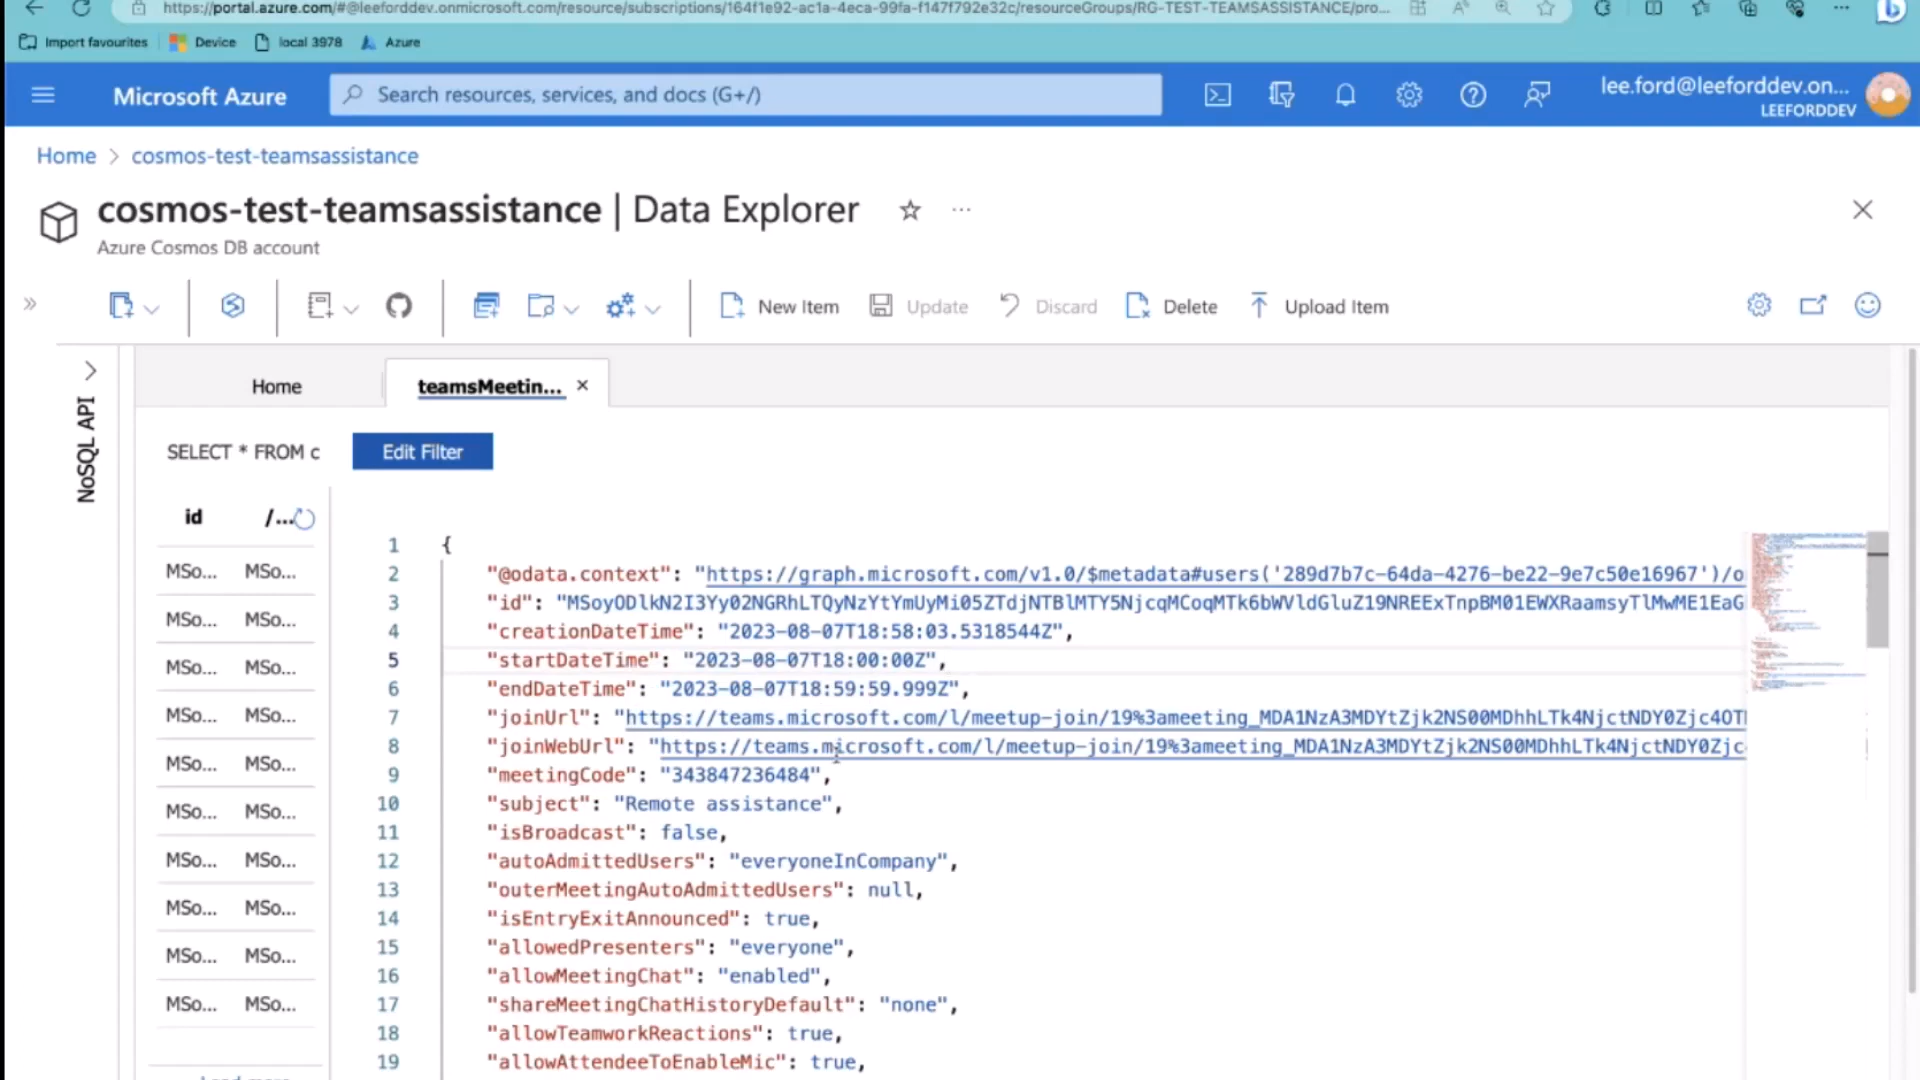 https://portal.azure.com/#@leeforddev.onmicrosoft.com/resource/subscriptions/164f1e92-ac1a-4eca-99fa-f147f792e32c/resourceGroups/RG-TEST-TEAMSASSISTANCE/pro...
Import favourites Device local 3978 Azure
Microsoft Azure Search resources, services, and docs (G+/) lee.ford@leeforddev.on...
LEEFORDDEV
Home > cosmos-test-teamsassistance
cosmos-test-teamsassistance | Data Explorer
Azure Cosmos DB account
New Item Update Discard Delete Upload Item
NoSQL API
Home teamsMeetin...
SELECT * FROM c Edit Filter
id /...
MSo... MSo...
MSo... MSo...
MSo... MSo...
MSo... MSo...
MSo... MSo...
MSo... MSo...
MSo... MSo...
MSo... MSo...
MSo... MSo...
MSo... MSo...
1 {
2 "@odata.context": "https://graph.microsoft.com/v1.0/$metadata#users('289d7b7c-64da-4276-be22-9e7c50e16967')/o
3 "id": "MSoyODlkN2I3Yy02NGRhLTQyNzYtYmUyMi05ZTdjNTBlMTY5NjcqMCoqMTk6bWVldGluZ19NREExTnpBM01EWXRaamsyTlMwME1EaG
4 "creationDateTime": "2023-08-07T18:58:03.5318544Z",
5 "startDateTime": "2023-08-07T18:00:00Z",
6 "endDateTime": "2023-08-07T18:59:59.999Z",
7 "joinUrl": "https://teams.microsoft.com/l/meetup-join/19%3ameeting_MDA1NzA3MDYtZjk2NS00MDhhLTk4NjctNDY0Zjc4OT
8 "joinWebUrl": "https://teams.microsoft.com/l/meetup-join/19%3ameeting_MDA1NzA3MDYtZjk2NS00MDhhLTk4NjctNDY0Zjc
9 "meetingCode": "343847236484",
10 "subject": "Remote assistance",
11 "isBroadcast": false,
12 "autoAdmittedUsers": "everyoneInCompany",
13 "outerMeetingAutoAdmittedUsers": null,
14 "isEntryExitAnnounced": true,
15 "allowedPresenters": "everyone",
16 "allowMeetingChat": "enabled",
17 "shareMeetingChatHistoryDefault": "none",
18 "allowTeamworkReactions": true,
19 "allowAttendeeToEnableMic": true,